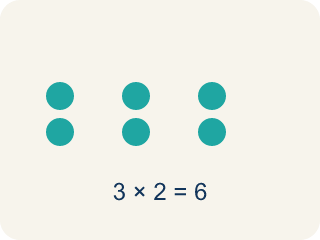 3 × 2 = 6